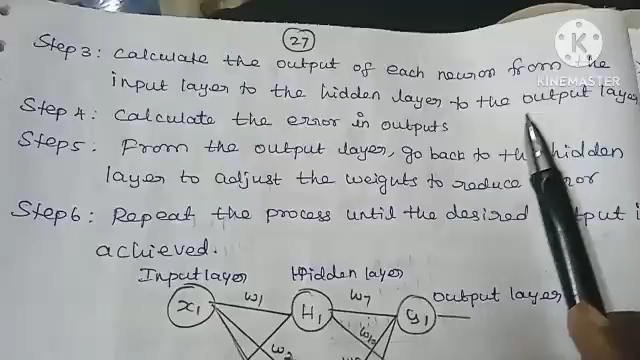 27
Step3: Calculate the output of each neuron from the
input layer to the hidden layer to the output layer
Step 4: Calculate the error in outputs
Step5: From the output layer, go back to the hidden
layer to adjust the weights to reduce
Step6: Repeat the process until the desired
achieved.
Input layer Hidden layer
Output layer
x1 w1 H1 w7 y1
w2
K
KINEMASTER